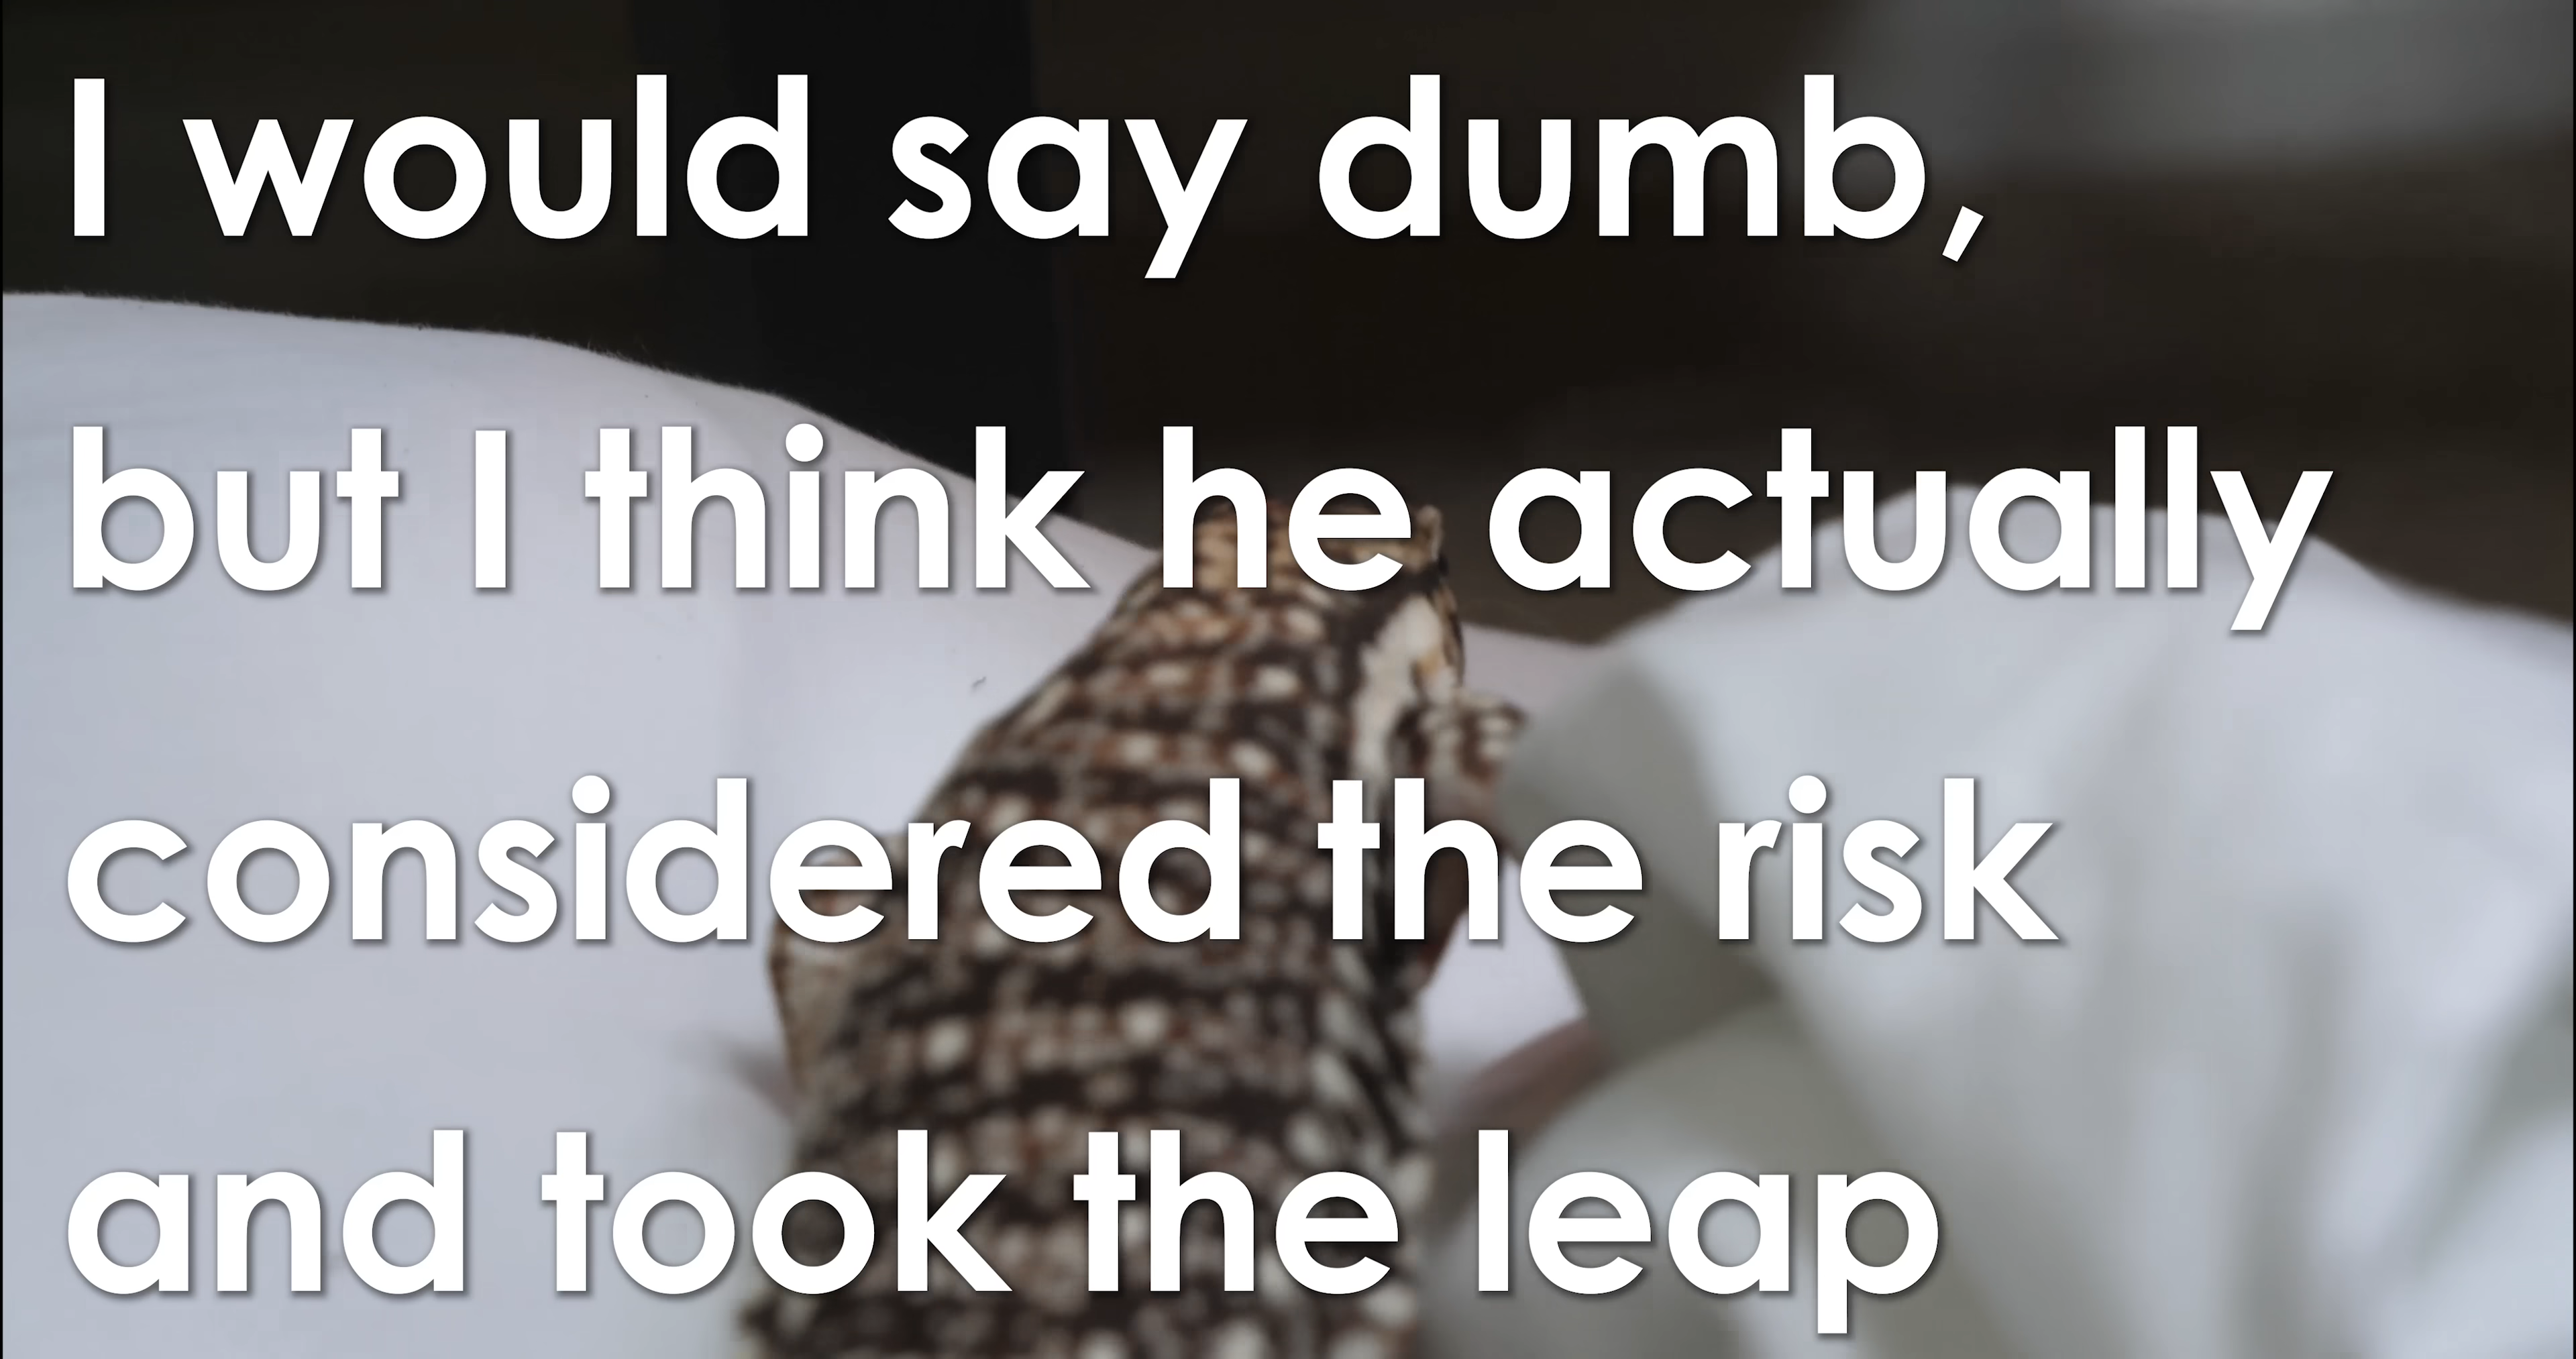 I would say dumb,
but I think he actually
considered the risk
and took the leap